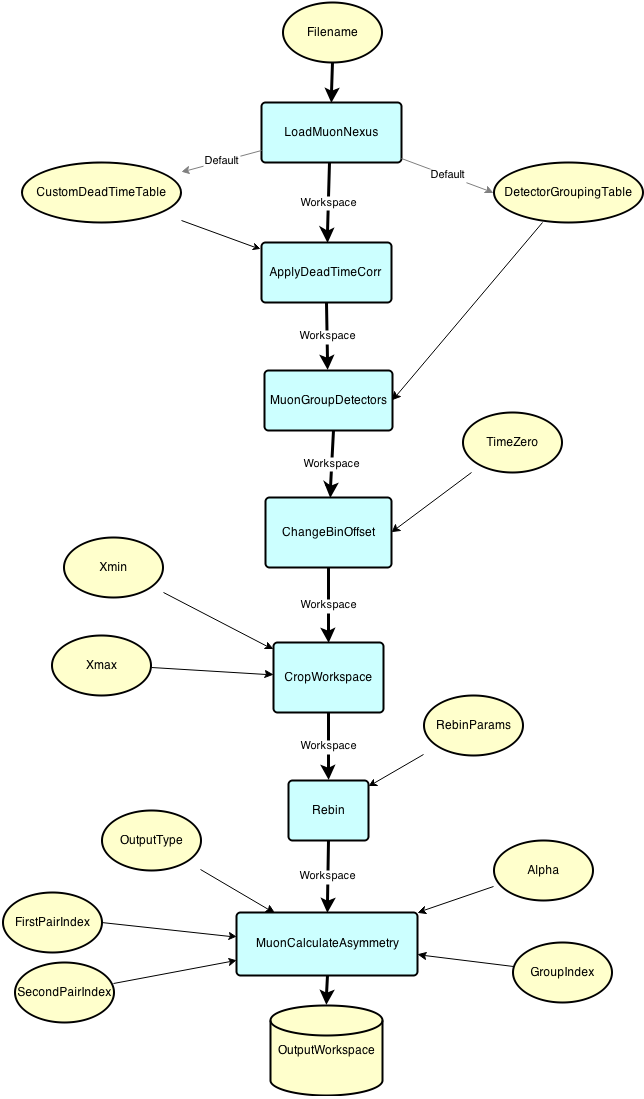 Filename
LoadMuonNexus
Default
Default
CustomDeadTimeTable
Workspace
DetectorGroupingTable
ApplyDeadTimeCorr
Workspace
MuonGroupDetectors
TimeZero
Workspace
ChangeBinOffset
Xmin
Workspace
Xmax
CropWorkspace
RebinParams
Workspace
Rebin
OutputType
Alpha
Workspace
FirstPairIndex
MuonCalculateAsymmetry
GroupIndex
SecondPairIndex
OutputWorkspace